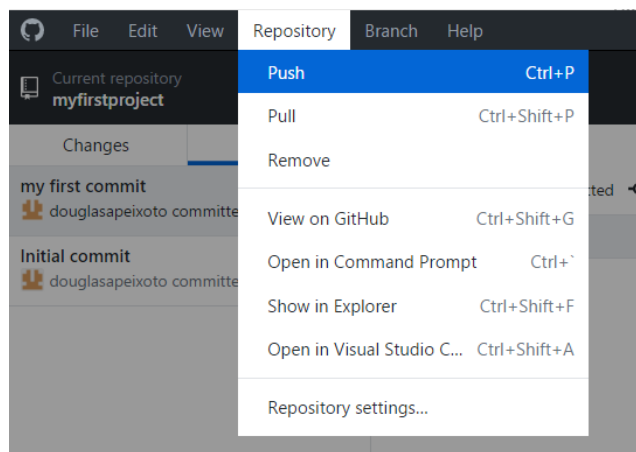 File Edit View Repository Branch Help
Current repository
myfirstproject
Push Ctrl+P
Pull Ctrl+Shift+P
Remove
View on GitHub Ctrl+Shift+G
Open in Command Prompt Ctrl+`
Show in Explorer Ctrl+Shift+F
Open in Visual Studio C... Ctrl+Shift+A
Repository settings...
Changes
my first commit
douglasapeixoto committe
Initial commit
douglasapeixoto committe
tted